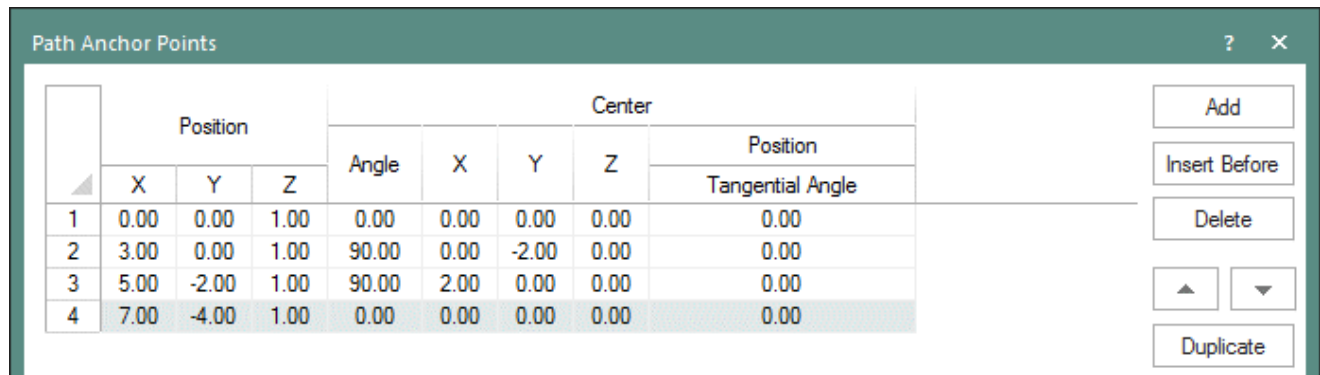 Path Anchor Points ? ×
Center
Add
Position
Position
Angle X Y Z
Insert Before
X Y Z Tangential Angle
1 0.00 0.00 1.00 0.00 0.00 0.00 0.00 0.00
Delete
2 3.00 0.00 1.00 90.00 0.00 -2.00 0.00 0.00
3 5.00 -2.00 1.00 90.00 2.00 0.00 0.00 0.00
4 7.00 -4.00 1.00 0.00 0.00 0.00 0.00 0.00
Duplicate